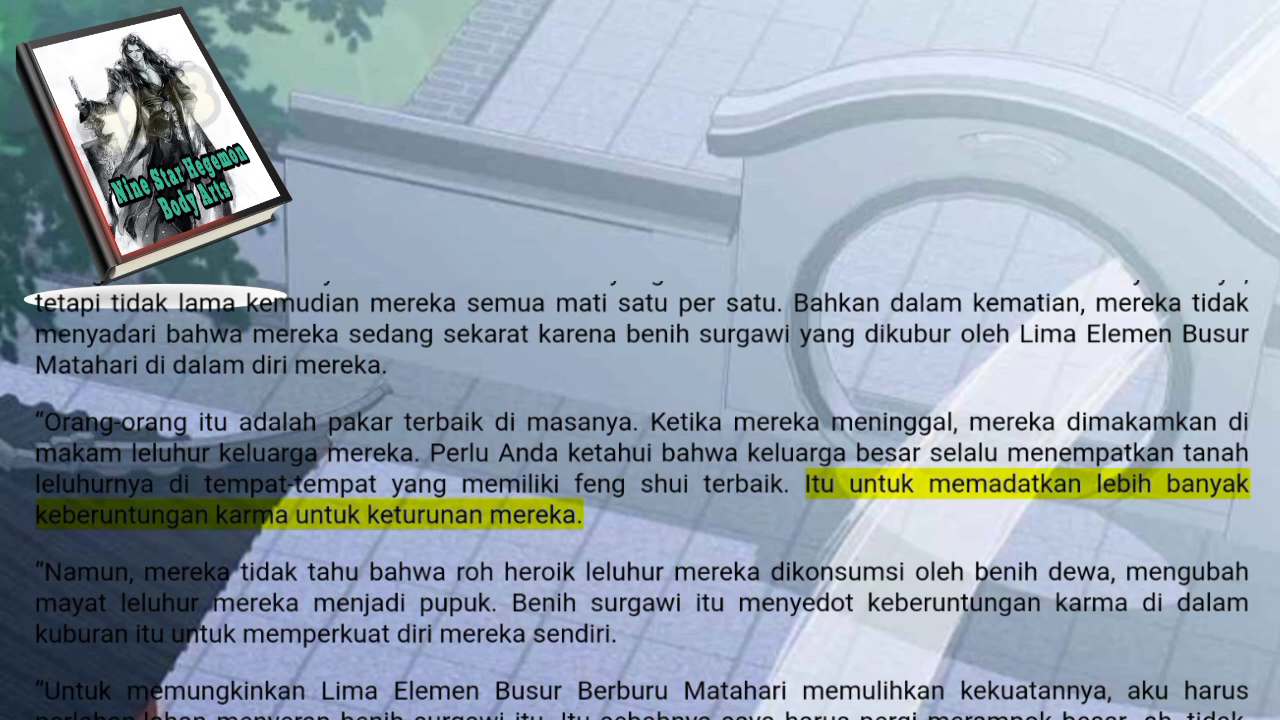 Nine Star Hegemon
Body Arts
tetapi tidak lama kemudian mereka semua mati satu per satu. Bahkan dalam kematian, mereka tidak
menyadari bahwa mereka sedang sekarat karena benih surgawi yang dikubur oleh Lima Elemen Busur
Matahari di dalam diri mereka.
“Orang-orang itu adalah pakar terbaik di masanya. Ketika mereka meninggal, mereka dimakamkan di
makam leluhur keluarga mereka. Perlu Anda ketahui bahwa keluarga besar selalu menempatkan tanah
leluhurnya di tempat-tempat yang memiliki feng shui terbaik. Itu untuk memadatkan lebih banyak
keberuntungan karma untuk keturunan mereka.
“Namun, mereka tidak tahu bahwa roh heroik leluhur mereka dikonsumsi oleh benih dewa, mengubah
mayat leluhur mereka menjadi pupuk. Benih surgawi itu menyedot keberuntungan karma di dalam
kuburan itu untuk memperkuat diri mereka sendiri.
“Untuk memungkinkan Lima Elemen Busur Berburu Matahari memulihkan kekuatannya, aku harus